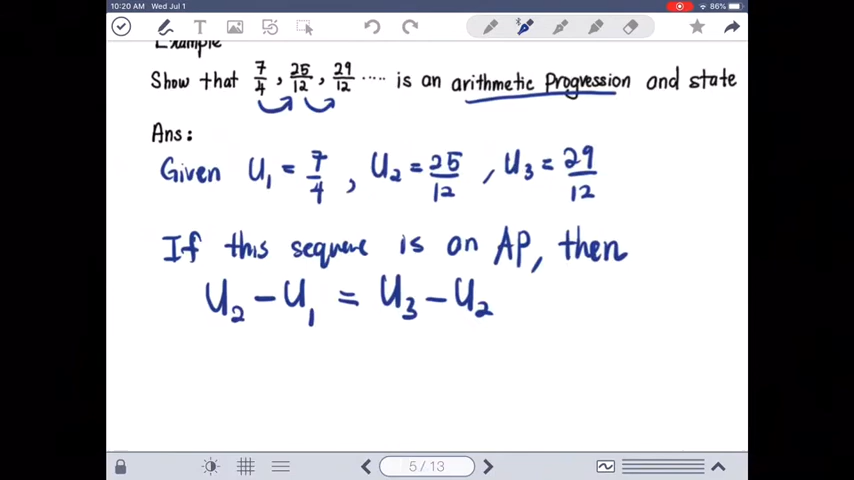 10:20 AM Wed Jul 1
86%
Example
Show that 7/4, 25/12, 29/12 ..... is an arithmetic progression and state
Ans:
Given U₁ = 7/4, U₂ = 25/12, U₃ = 29/12
If this sequence is an AP, then
U₂ − U₁ = U₃ − U₂
5 / 13